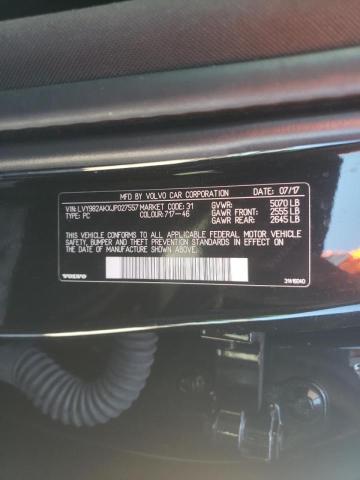 MFD BY VOLVO CAR CORPORATION DATE 07/17
VIN: LVY982AKXJP027557 MARKET CODE: 31 GVWR: 5070 LB
TYPE: PC COLOUR: 717-46 GAWR FRONT: 2555 LB
GAWR REAR: 2645 LB
THIS VEHICLE CONFORMS TO ALL APPLICABLE FEDERAL MOTOR VEHICLE
SAFETY, BUMPER, AND THEFT PREVENTION STANDARDS IN EFFECT ON THE
DATE OF MANUFACTURE SHOWN ABOVE.
VOLVO 31416040